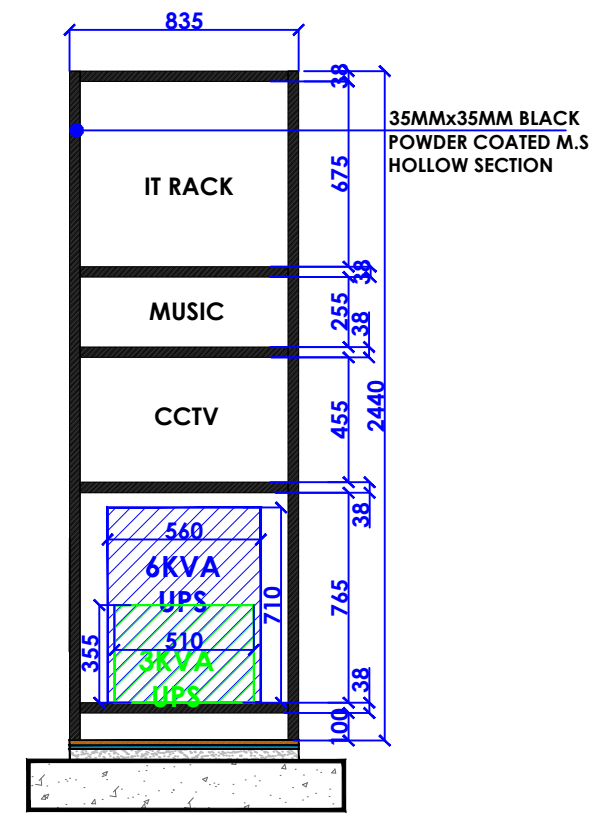 835
38
35MMx35MM BLACK
POWDER COATED M.S
HOLLOW SECTION
675
IT RACK
38
MUSIC
255
38
2440
455
CCTV
38
560
6KVA
UPS
710
765
355
510
3KVA
UPS
38
100